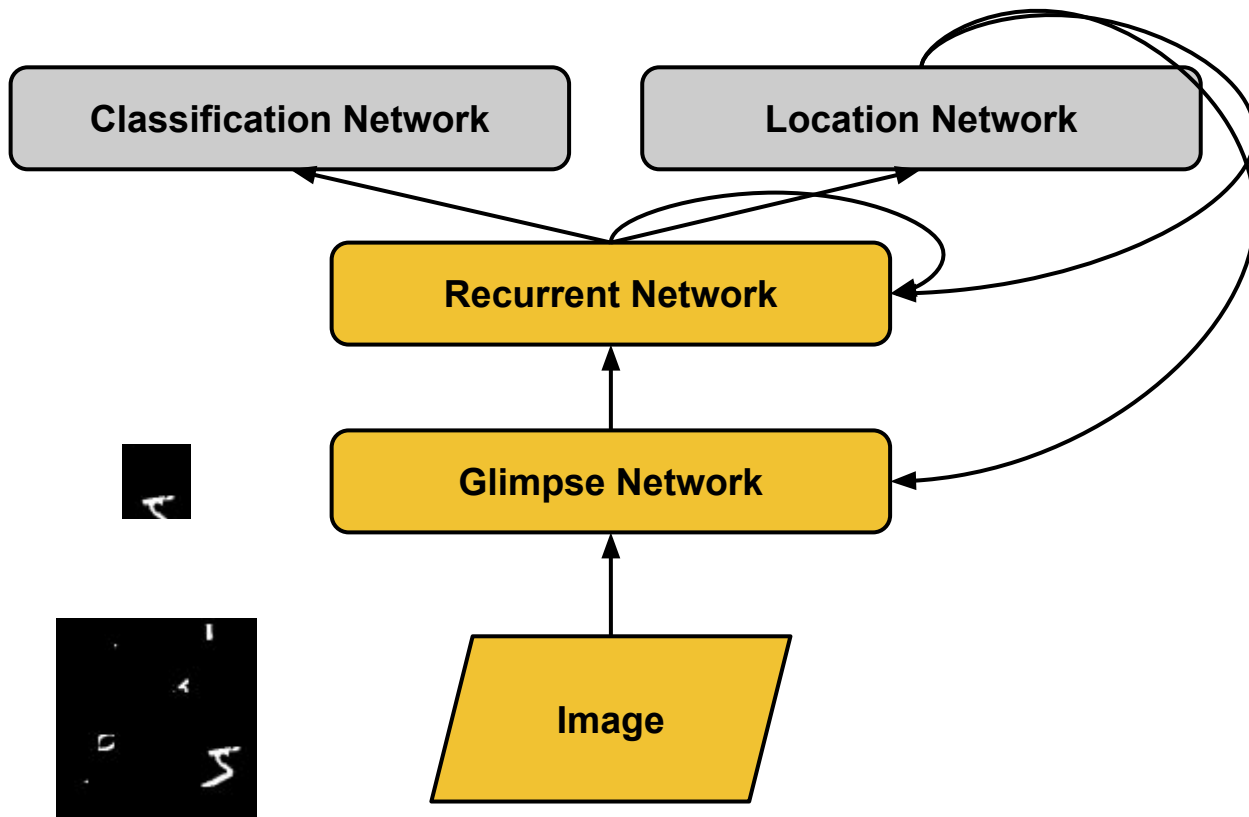 Classification Network
Location Network
Recurrent Network
Glimpse Network
Image